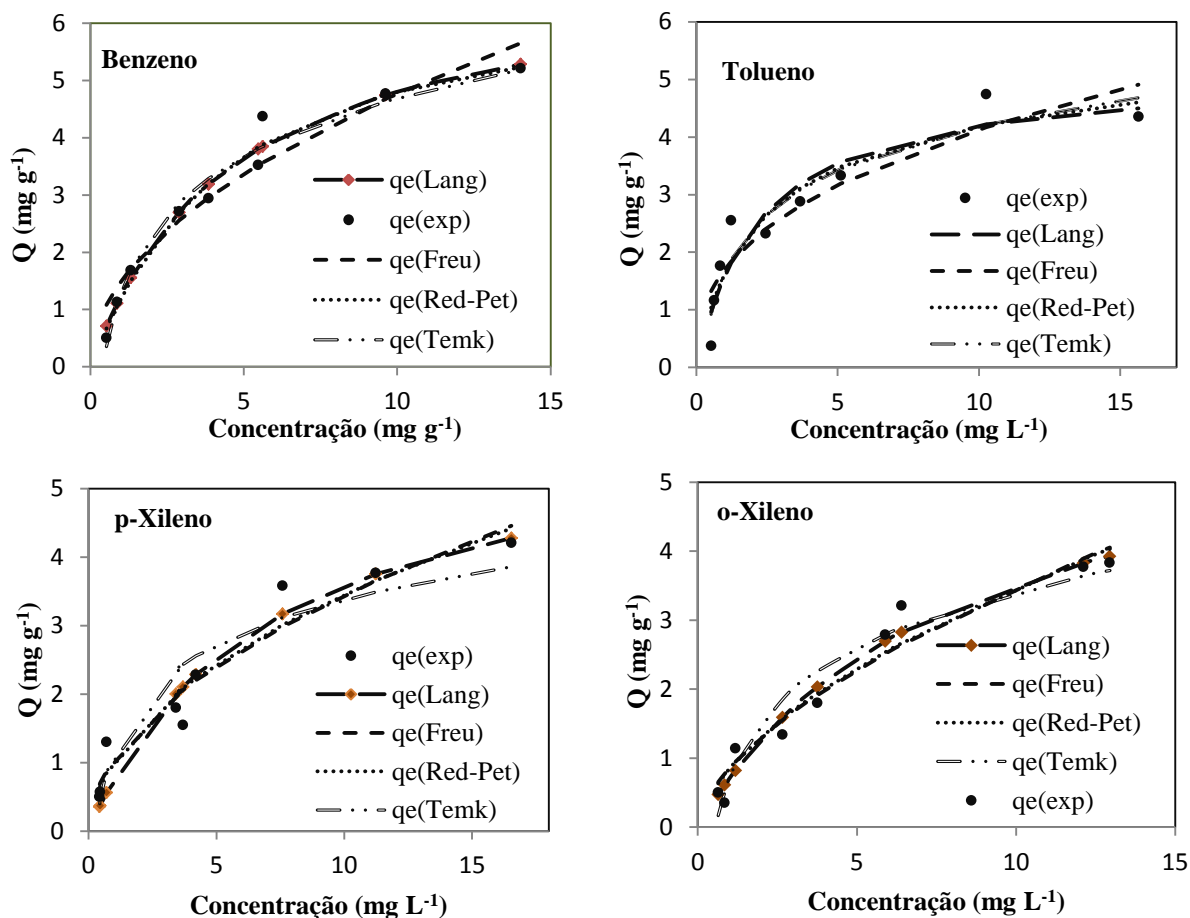 Benzeno
Q (mg g⁻¹)
6
5
4
3
2
1
0
qe(Lang)
qe(exp)
qe(Freu)
qe(Red-Pet)
qe(Temk)
0 5 10 15
Concentração (mg g⁻¹)
Tolueno
Q (mg g⁻¹)
6
5
4
3
2
1
0
qe(exp)
qe(Lang)
qe(Freu)
qe(Red-Pet)
qe(Temk)
0 5 10 15
Concentração (mg L⁻¹)
p-Xileno
Q (mg g⁻¹)
5
4
3
2
1
0
qe(exp)
qe(Lang)
qe(Freu)
qe(Red-Pet)
qe(Temk)
0 5 10 15
Concentração (mg L⁻¹)
o-Xileno
Q (mg g⁻¹)
5
4
3
2
1
0
qe(Lang)
qe(Freu)
qe(Red-Pet)
qe(Temk)
qe(exp)
0 5 10 15
Concentração (mg L⁻¹)